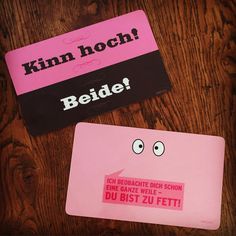 Kinn hoch!
Beide!
ICH BEOBACHTE DICH SCHON
EINE GANZE WEILE –
DU BIST ZU FETT!